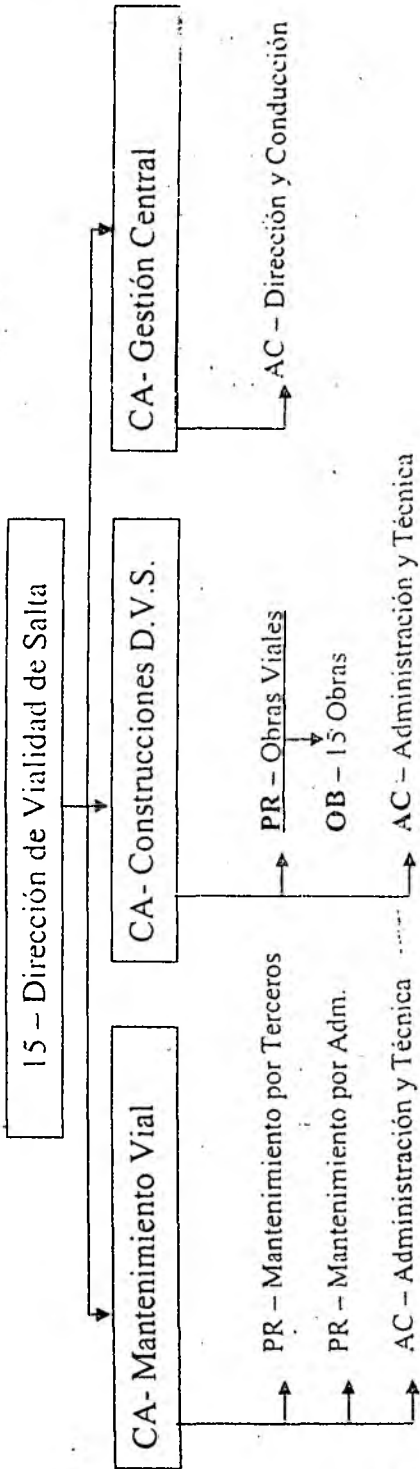 15 – Dirección de Vialidad de Salta
CA- Mantenimiento Vial
PR – Mantenimiento por Terceros
PR – Mantenimiento por Adm.
AC – Administración y Técnica
CA- Construcciones D.V.S.
PR – Obras Viales
OB – 15 Obras
AC – Administración y Técnica
CA- Gestión Central
AC – Dirección y Conducción